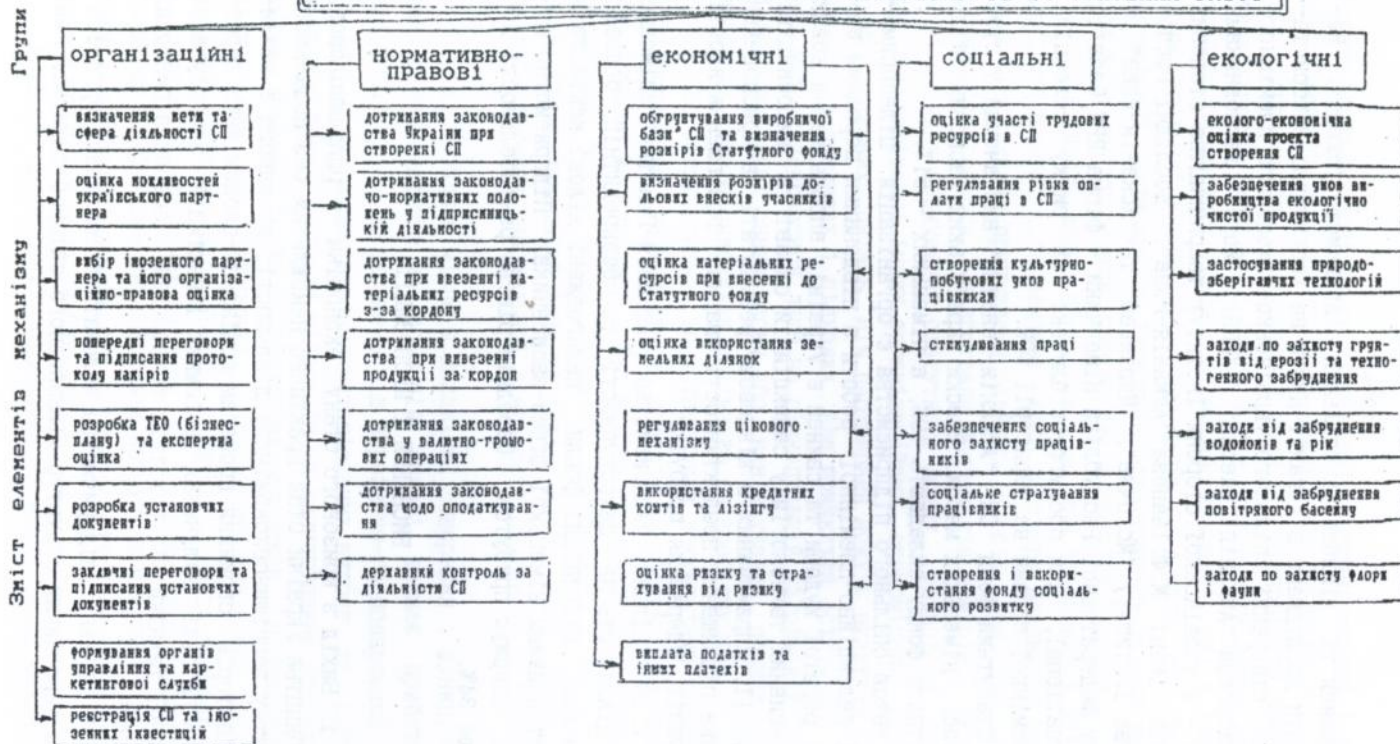 Групи
організаційні
нормативно-
правові
економічні
соціальні
екологічні
Зміст елементів механізму
визначення мети та
сфера діяльності СП
оцінка можливостей
українського парт-
нера
вибір іноземного парт-
нера та його організа-
ційно-правова оцінка
попередні переговори
та підписання прото-
колу намірів
розробка ТЕО (бізнес-
плану) та експертна
оцінка
розробка установчих
документів
заключні переговори та
підписання установчих
документів
формування органів
управління та мар-
кетингової служби
реєстрація СП та іно-
земних інвестицій
дотримання законодав-
ства України при
створенні СП
дотримання законодав-
чо-нормативних поло-
жень у підприємниць-
кій діяльності
дотримання законодав-
ства при ввезенні ма-
теріальних ресурсів
з-за кордону
дотримання законодав-
ства при вивезенні
продукції за кордон
дотримання законодав-
ства у валютно-грошо-
вих операціях
дотримання законодав-
ства щодо оподаткуван
ня
державний контроль за
діяльністю СП
обгрунтування виробничої
бази СП та визначення
розмірів Статутного фонду
визначення розмірів до-
льових внесків учасників
оцінка матеріальних ре-
сурсів при внесенні до
Статутного фонду
оцінка використання зе-
мельних ділянок
регулювання цінового
механізму
використання кредитних
коштів та лізінгу
оцінка ризику та стра-
хування від ризику
виплата податків та
інших платежів
оцінка участі трудових
ресурсів в СП
регулювання рівня оп-
лати праці в СП
створення культурно-
побутових умов пра-
цівникам
стимулювання праці
забезпечення соціаль-
ного захисту праців-
ників
соціальне страхування
працівників
створення і викори-
стання фонду соціаль-
ного розвитку
еколого-економічна
оцінка проекта
створення СП
забезпечення умов ви-
робництва екологічно
чистої продукції
застосування природо-
зберігаючих технологій
заходи по захисту грун-
тів від ерозії та техно-
генного забруднення
заходи від забруднення
водоймів та рік
заходи від забруднення
повітряного басейну
заходи по захисту флори
і фауни